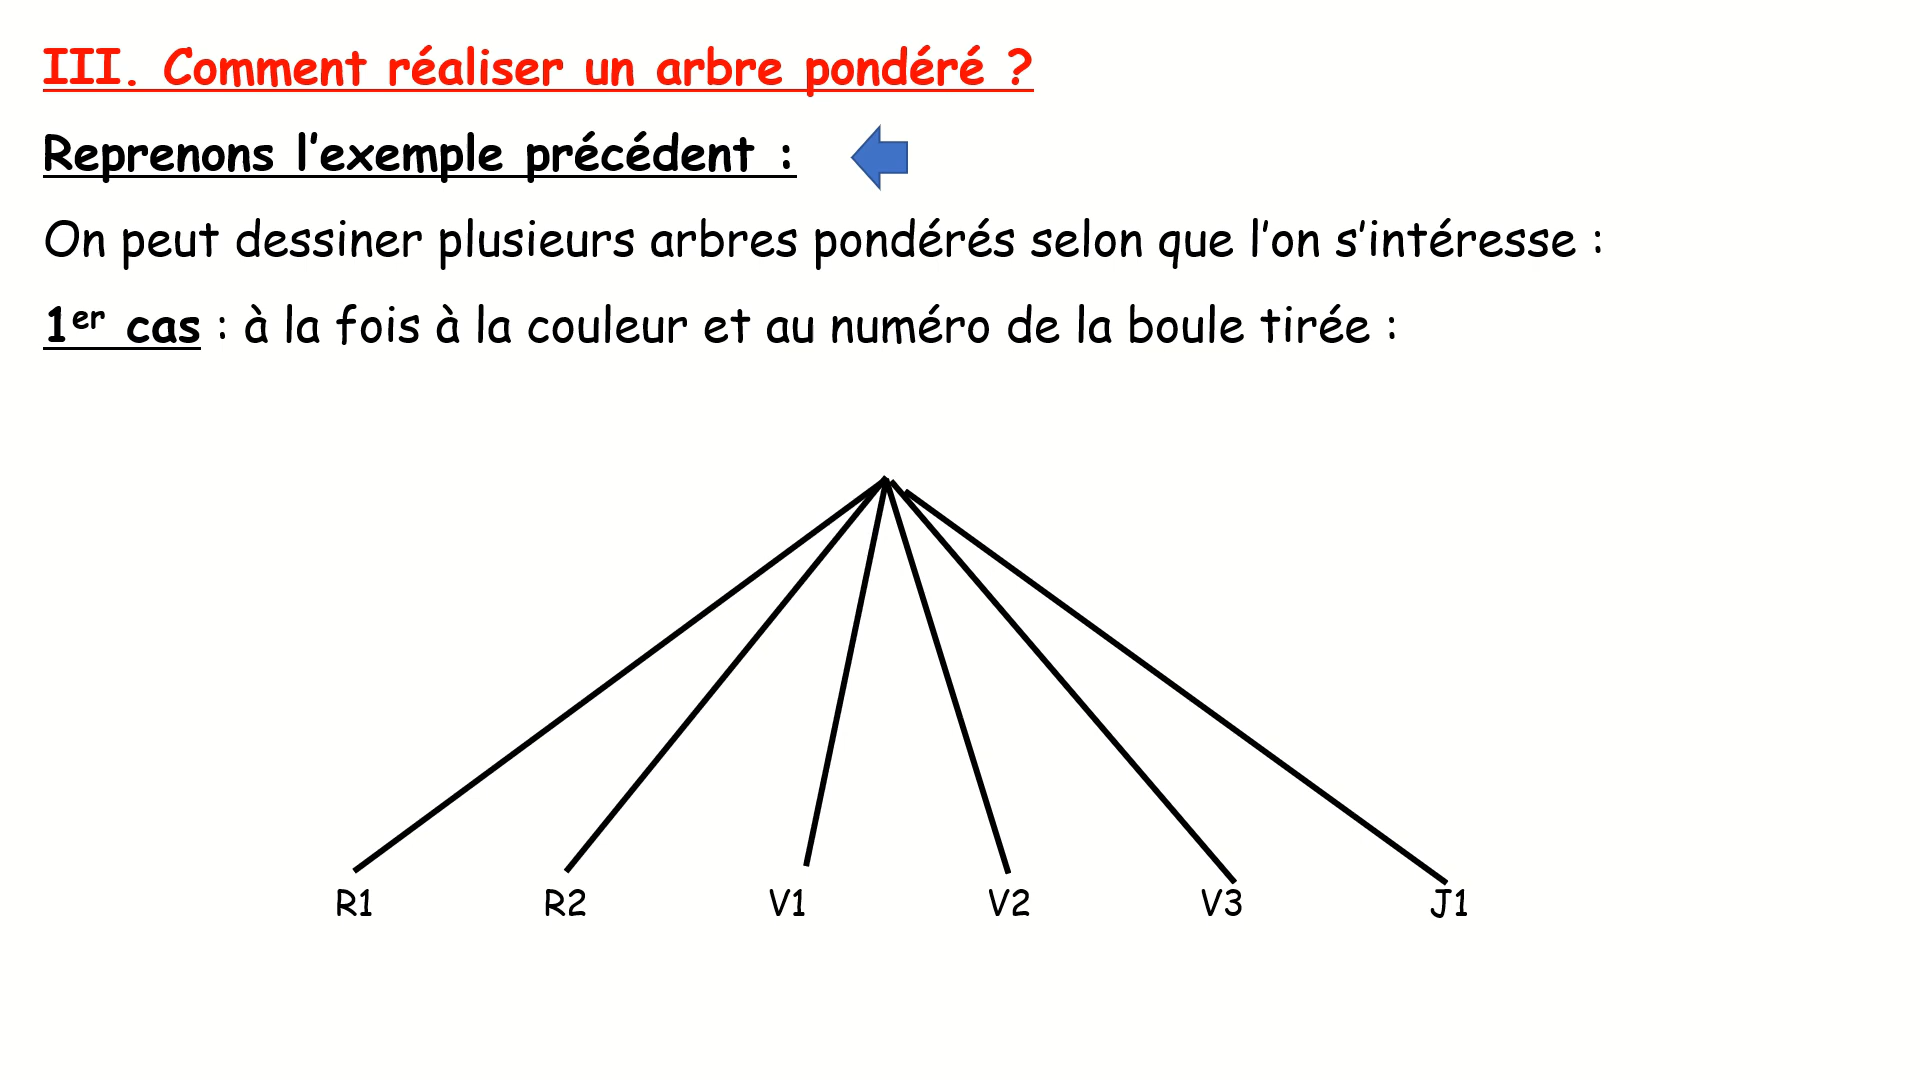 III. Comment réaliser un arbre pondéré ?
Reprenons l’exemple précédent :
On peut dessiner plusieurs arbres pondérés selon que l’on s’intéresse :
1er cas : à la fois à la couleur et au numéro de la boule tirée :
R1 R2 V1 V2 V3 J1